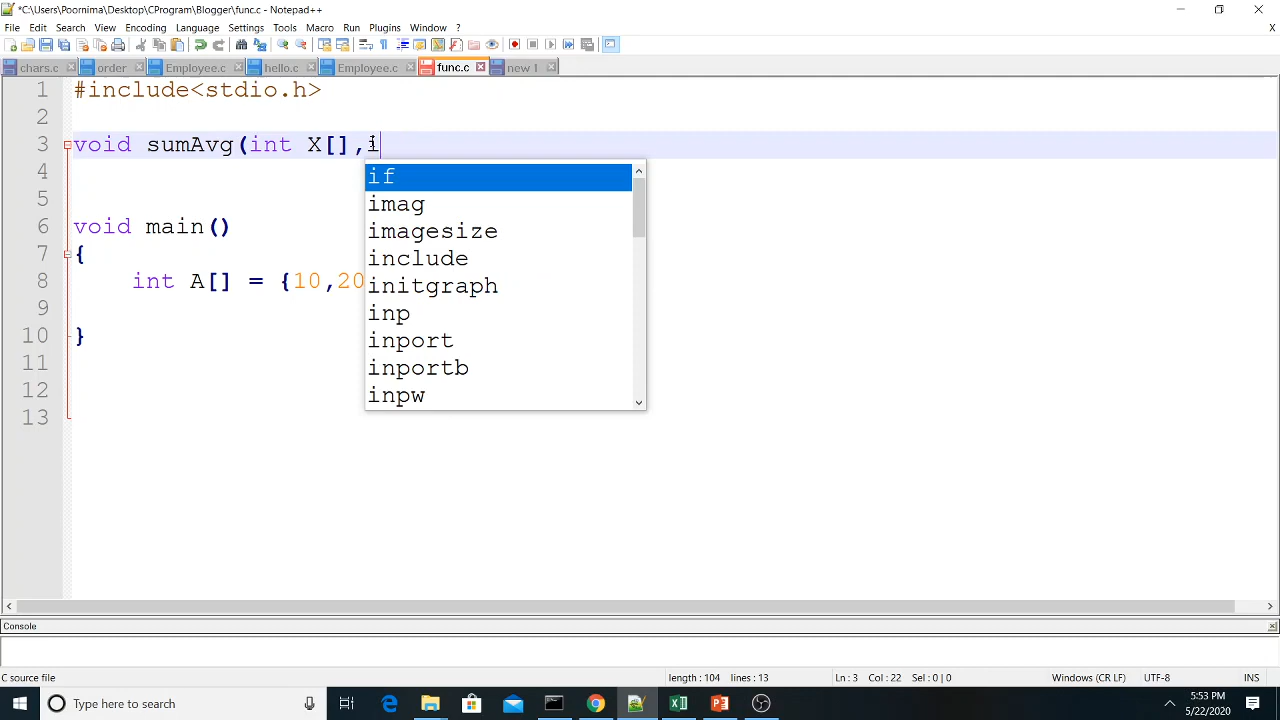 *C:\Users\Poornima\Desktop\CProgram\Blogger\func.c - Notepad++
File Edit Search View Encoding Language Settings Tools Macro Run Plugins Window ?
X
chars.c order Employee.c hello.c Employee.c func.c new 1
1 #include<stdio.h>
2
3 void sumAvg(int X[],i
4 if
imag
5 imagesize
6 void main()
7 { include
8 int A[] = {10,20 initgraph
9 inp
10 } inport
11 inportb
12 inpw
13
Console
C source file length : 104 lines : 13 Ln : 3 Col : 22 Sel : 0 | 0 Windows (CR LF) UTF-8 INS
Type here to search
5:53 PM
5/22/2020